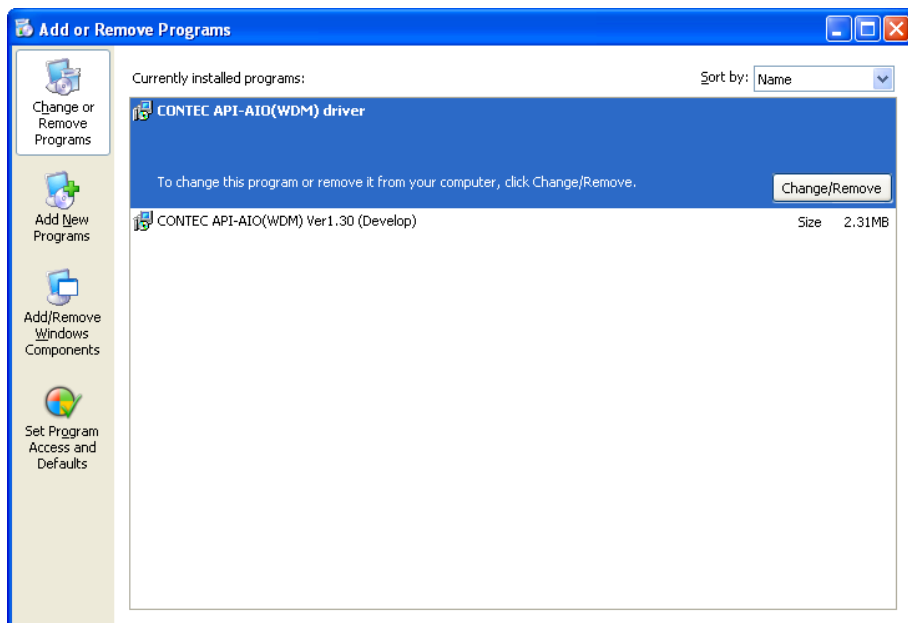 Add or Remove Programs
Change or
Remove
Programs
Add New
Programs
Add/Remove
Windows
Components
Set Program
Access and
Defaults
Currently installed programs:
Sort by: Name
CONTEC API-AIO(WDM) driver
To change this program or remove it from your computer, click Change/Remove.
Change/Remove
CONTEC API-AIO(WDM) Ver1.30 (Develop) Size 2.31MB